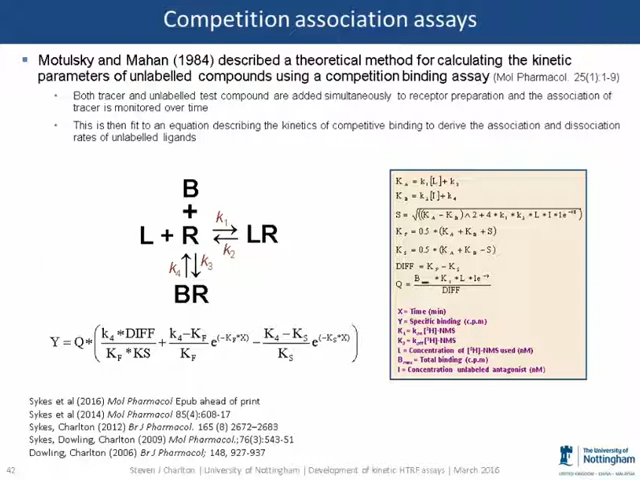 Competition association assays
Motulsky and Mahan (1984) described a theoretical method for calculating the kinetic
parameters of unlabelled compounds using a competition binding assay (Mol Pharmacol. 25(1):1-9)
Both tracer and unlabelled test compound are added simultaneously to receptor preparation and the association of
tracer is monitored over time
This is then fit to an equation describing the kinetics of competitive binding to derive the association and dissociation
rates of unlabelled ligands
B
+
k₁
L + R ⇌ LR
k₂
k₄ k₃
BR
Y = Q*( k₄*DIFF / K_F*KS + k₄−K_F / K_F e^(−K_F*X) − K₄−K_S / K_S e^(−K_S*X) )
K_A = k₁[L]+k₂
K_B = k₃[I]+k₄
S = √((K_A − K_B)∧2+4*k₁*k₃*L*I*1e⁻¹⁸)
K_F = 0.5*(K_A + K_B + S)
K_S = 0.5*(K_A + K_B − S)
DIFF = K_F − K_S
Q = B *K₁*L*1e⁻⁹ / DIFF
X = Time (min)
Y = Specific binding (c.p.m)
K₁ = kon [³H]-NMS
K₂ = koff [³H]-NMS
L = Concentration of [³H]-NMS used (nM)
Bmax = Total binding (c.p.m)
I = Concentration unlabeled antagonist (nM)
Sykes et al (2016) Mol Pharmacol Epub ahead of print
Sykes et al (2014) Mol Pharmacol 85(4):608-17
Sykes, Charlton (2012) Br J Pharmacol. 165 (8) 2672–2683
Sykes, Dowling, Charlton (2009) Mol Pharmacol.;76(3):543-51
Dowling, Charlton (2006) Br J Pharmacol; 148, 927-937
42
Steven J Charlton | University of Nottingham | Development of kinetic HTRF assays | March 2016
The University of
Nottingham
UNITED KINGDOM · CHINA · MALAYSIA